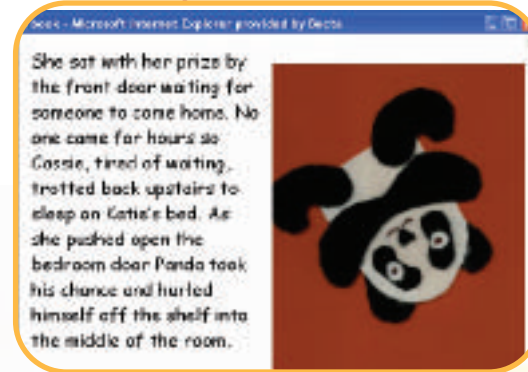 book - Microsoft Internet Explorer provided by Becta
She sat with her prize by
the front door waiting for
someone to come home. No
one came for hours so
Cassie, tired of waiting,
trotted back upstairs to
sleep on Katie's bed. As
she pushed open the
bedroom door Panda took
his chance and hurled
himself off the shelf into
the middle of the room.